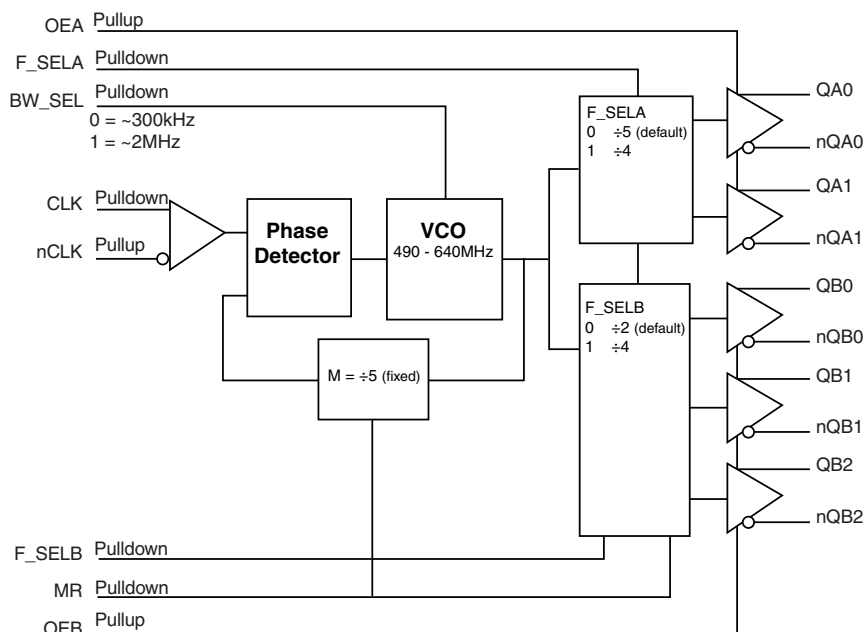 OEA Pullup
F_SELA Pulldown
BW_SEL Pulldown
0 = ~300kHz
1 = ~2MHz
CLK Pulldown
nCLK Pullup
Phase
Detector
VCO
490 - 640MHz
M = ÷5 (fixed)
F_SELA
0 ÷5 (default)
1 ÷4
F_SELB
0 ÷2 (default)
1 ÷4
QA0
nQA0
QA1
nQA1
QB0
nQB0
QB1
nQB1
QB2
nQB2
F_SELB Pulldown
MR Pulldown
OEB Pullup